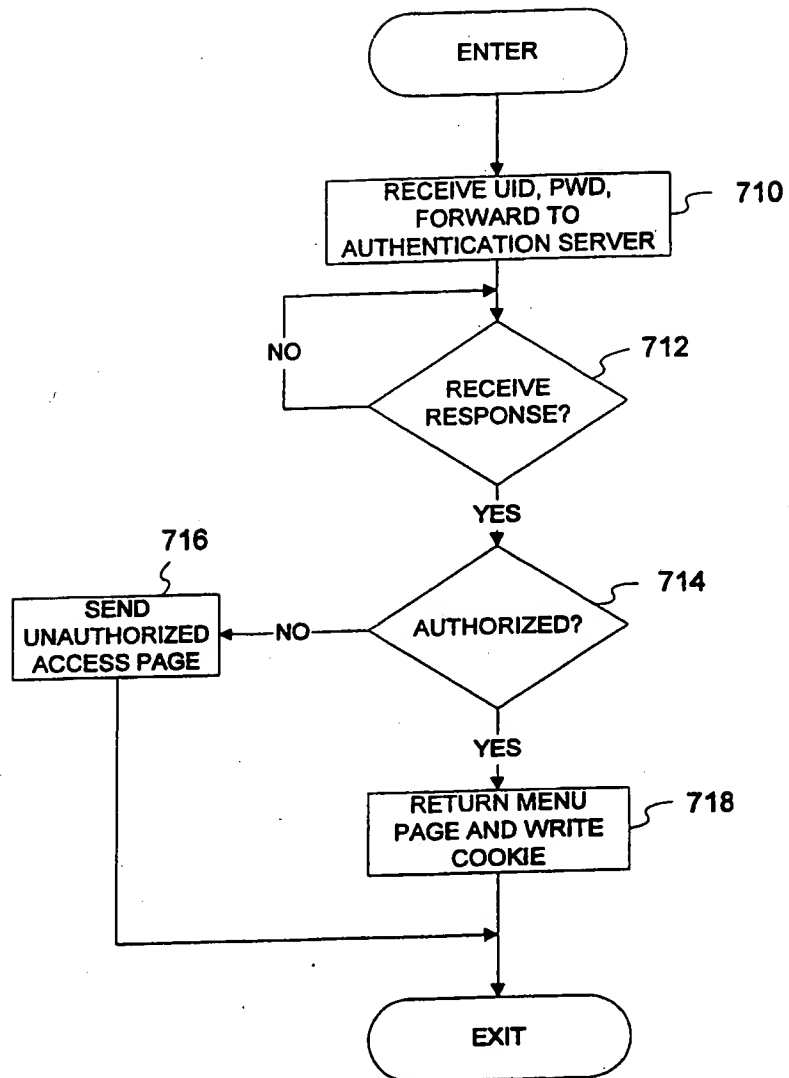 ENTER
RECEIVE UID, PWD,
FORWARD TO
AUTHENTICATION SERVER
710
NO
712
RECEIVE
RESPONSE?
YES
716
714
SEND
UNAUTHORIZED
ACCESS PAGE
NO
AUTHORIZED?
YES
RETURN MENU
PAGE AND WRITE
COOKIE
718
EXIT